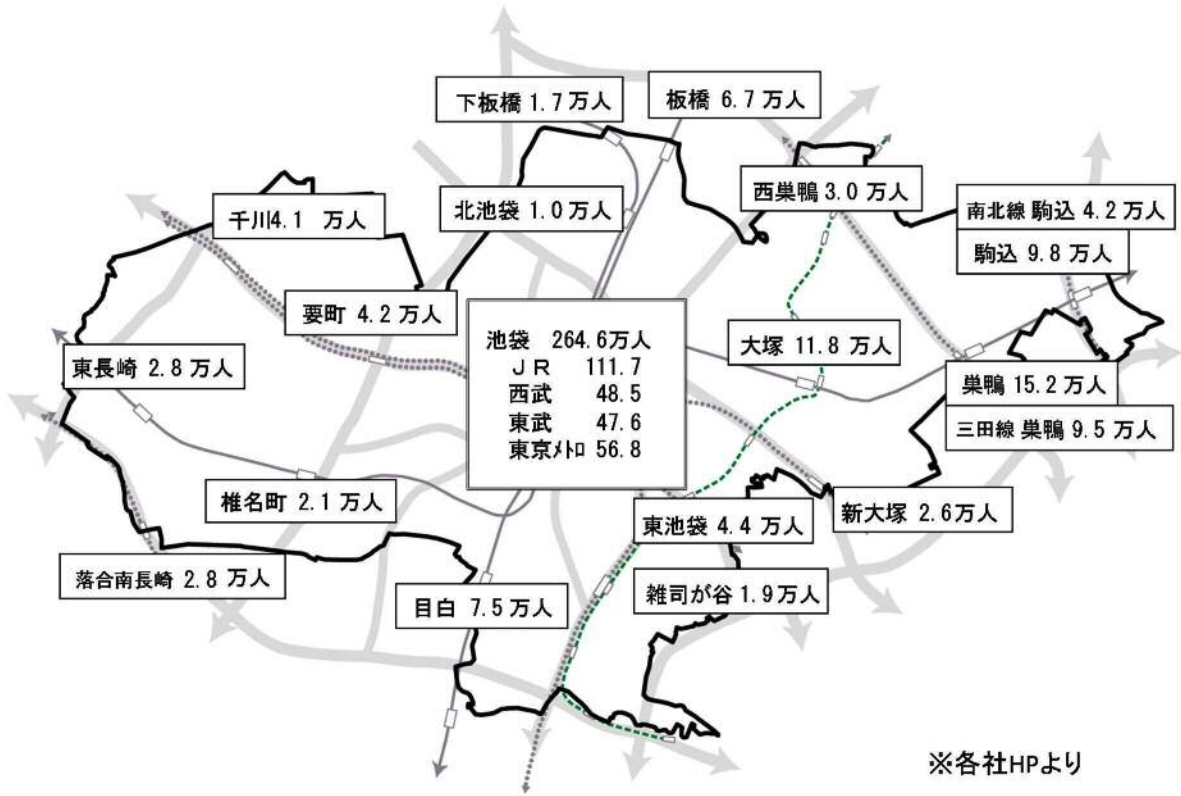 下板橋 1.7 万人
板橋 6.7 万人
西巣鴨 3.0 万人
千川4.1 万人
北池袋 1.0 万人
南北線 駒込 4.2 万人
駒込 9.8 万人
要町 4.2 万人
池袋 264.6万人
JR 111.7
西武 48.5
東武 47.6
東京メトロ 56.8
大塚 11.8 万人
東長崎 2.8 万人
巣鴨 15.2 万人
三田線 巣鴨 9.5 万人
椎名町 2.1 万人
東池袋 4.4 万人
新大塚 2.6万人
落合南長崎 2.8 万人
目白 7.5 万人
雑司が谷 1.9万人
※各社HPより